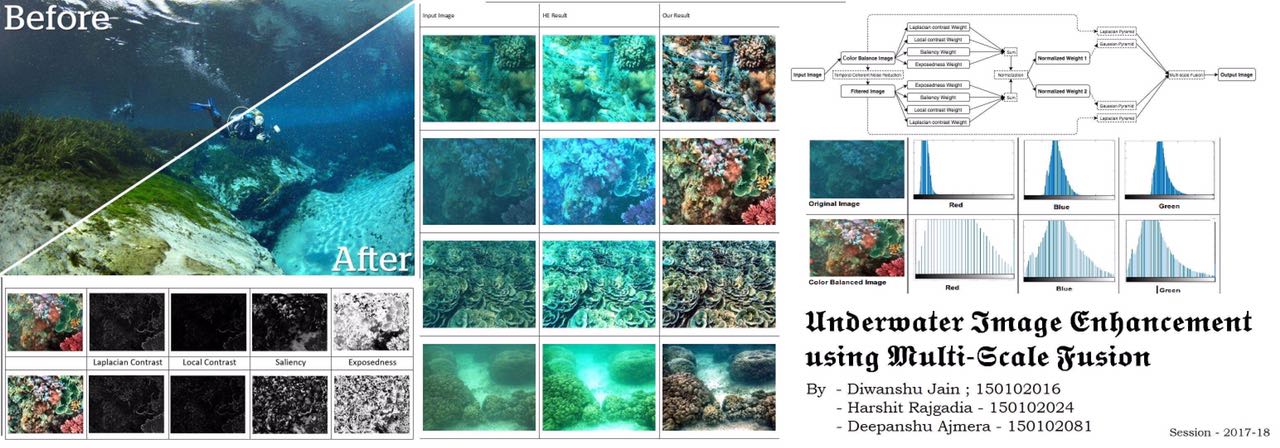 Before
After
Laplacian Contrast
Local Contrast
Saliency
Exposedness
Input Image
HE Result
Our Result
Laplacian contrast Weight
Local contrast Weight
Saliency Weight
Exposedness Weight
Input Image
Color Balance Image
Temporal Coherent Noise Reduction
Filtered Image
Exposedness Weight
Saliency Weight
Local contrast Weight
Laplacian contrast Weight
Sum
Normalization
Sum
Normalized Weight 1
Normalized Weight 2
Laplacian Pyramid
Gaussian Pyramid
Gaussian Pyramid
Laplacian Pyramid
Multi-scale Fusion
Output Image
Original Image
Red
Blue
Green
Color Balanced Image
Red
Blue
Green
Underwater Image Enhancement
using Multi-Scale Fusion
By - Diwanshu Jain ; 150102016
- Harshit Rajgadia - 150102024
- Deepanshu Ajmera - 150102081
Session - 2017-18